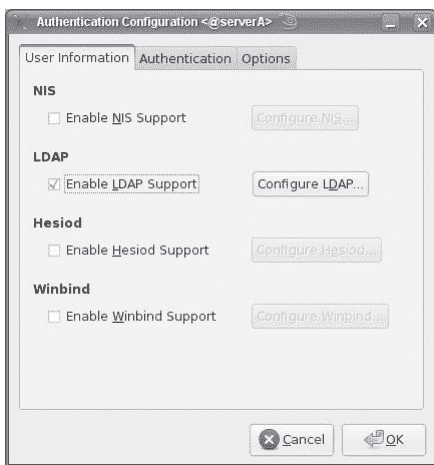 Authentication Configuration <@serverA>
User Information Authentication Options
NIS
Enable NIS Support Configure NIS...
LDAP
Enable LDAP Support Configure LDAP...
Hesiod
Enable Hesiod Support Configure Hesiod...
Winbind
Enable Winbind Support Configure Winbind...
Cancel OK